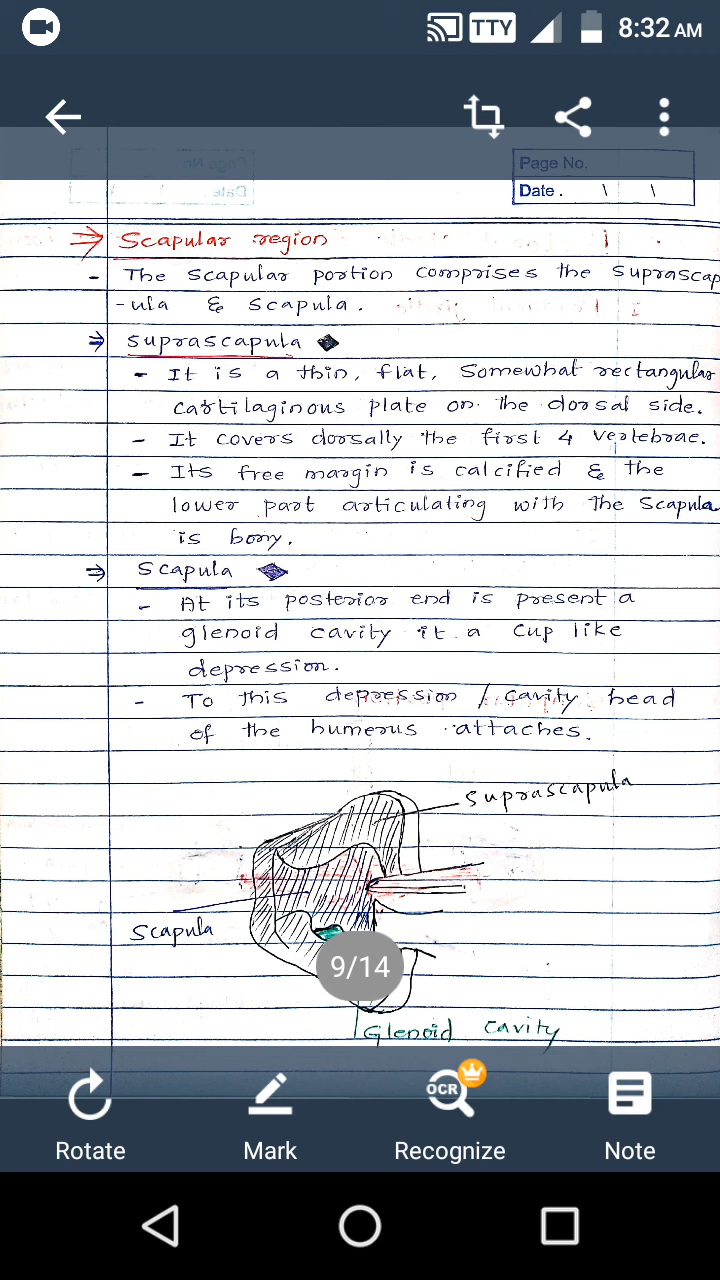 TTY 8:32 AM
Page No.
Date . \ \
⇒ Scapular region
- The scapular portion comprises the suprascap
-ula & scapula.
⇒ suprascapula
- It is a thin, flat, somewhat rectangular
cartilaginous plate on the dorsal side.
- It covers dorsally the first 4 vertebrae.
- Its free margin is calcified & the
lower part articulating with the scapula
is bony.
⇒ Scapula
- At its posterior end is present a
glenoid cavity it a cup like
depression.
- To this depression / cavity head
of the humerus attaches.
suprascapula
Scapula
9/14
Glenoid cavity
OCR
Rotate Mark Recognize Note